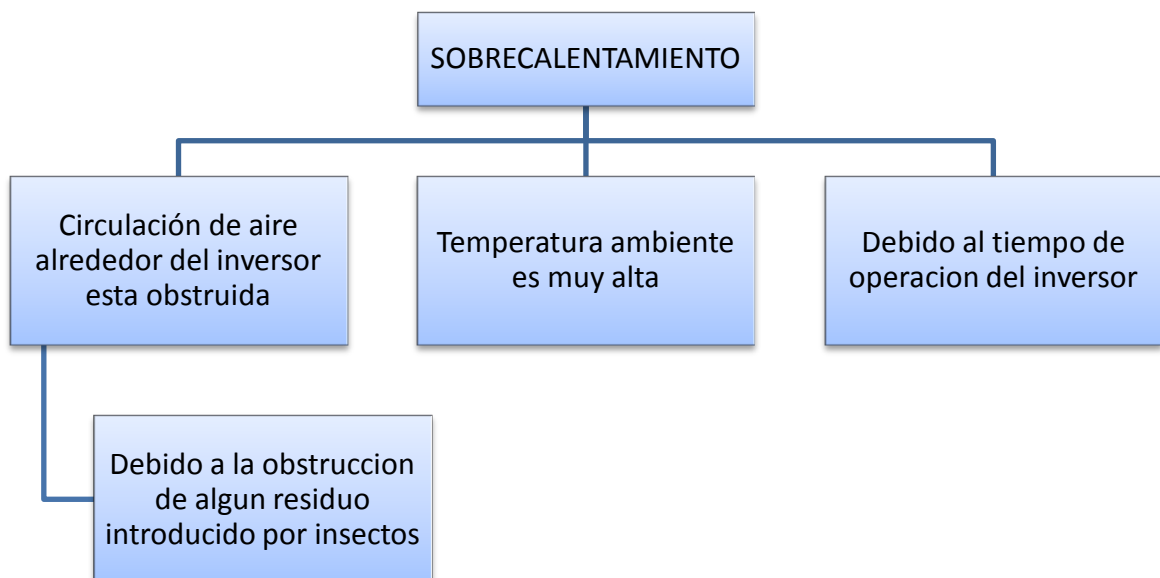 SOBRECALENTAMIENTO
Circulación de aire
alrededor del inversor
esta obstruida
Temperatura ambiente
es muy alta
Debido al tiempo de
operacion del inversor
Debido a la obstruccion
de algun residuo
introducido por insectos